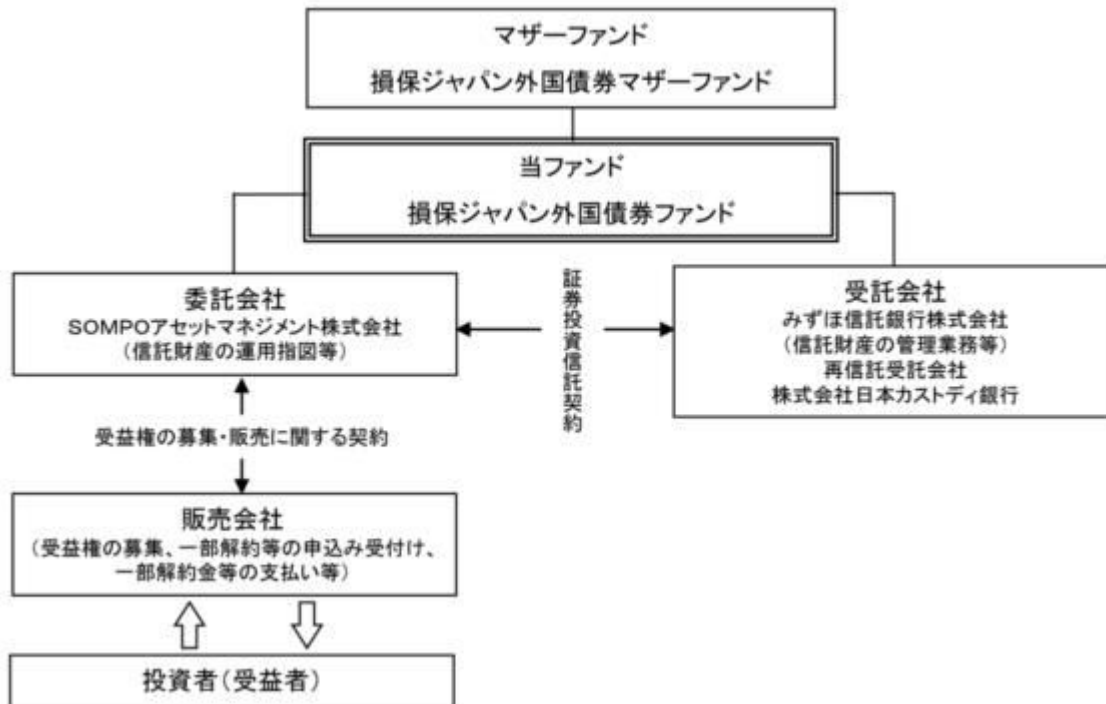 マザーファンド
損保ジャパン外国債券マザーファンド
当ファンド
損保ジャパン外国債券ファンド
委託会社
SOMPOアセットマネジメント株式会社
(信託財産の運用指図等)
証券投資信託契約
受託会社
みずほ信託銀行株式会社
(信託財産の管理業務等)
再信託受託会社
株式会社日本カストディ銀行
受益権の募集・販売に関する契約
販売会社
(受益権の募集、一部解約等の申込み受付け、
一部解約金等の支払い等)
投資者(受益者)